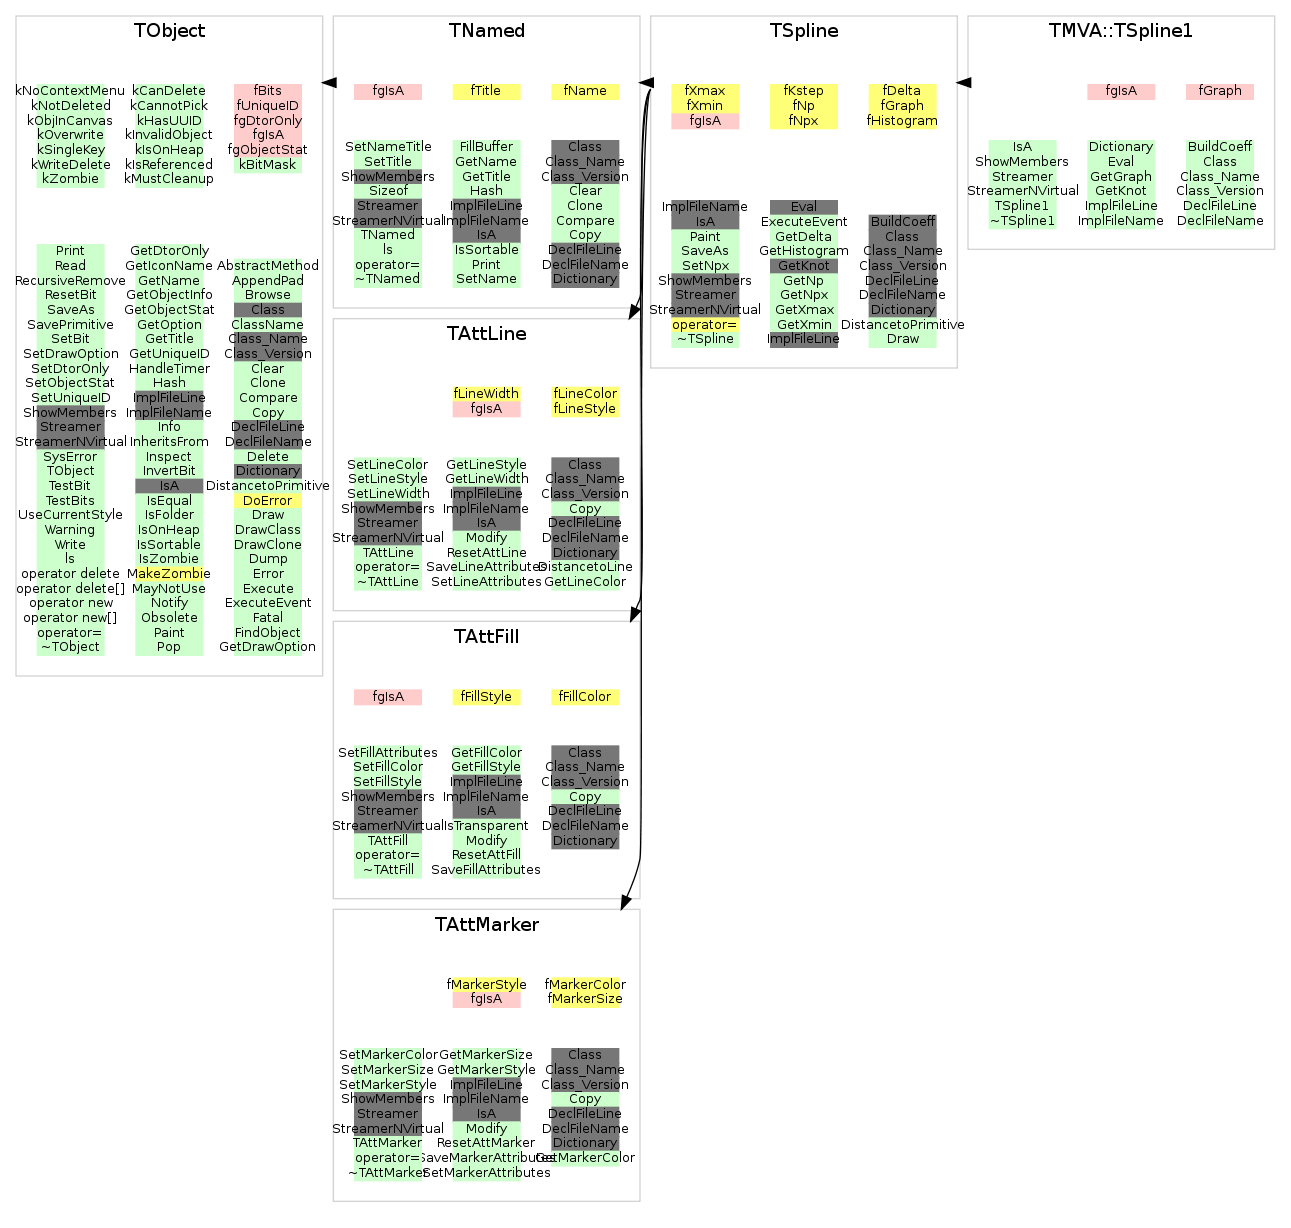 TObject
kNoContextMenu kCanDelete fBits
kNotDeleted kCannotPick fUniqueID
kObjInCanvas kHasUUID fgDtorOnly
kOverwrite kInvalidObject fgIsA
kSingleKey kIsOnHeap fgObjectStat
kWriteDelete kIsReferenced kBitMask
kZombie kMustCleanup
Print GetDtorOnly
Read GetIconName AbstractMethod
RecursiveRemove GetName AppendPad
ResetBit GetObjectInfo Browse
SaveAs GetObjectStat Class
SavePrimitive GetOption ClassName
SetBit GetTitle Class_Name
SetDrawOption GetUniqueID Class_Version
SetDtorOnly HandleTimer Clear
SetObjectStat Hash Clone
SetUniqueID ImplFileLine Compare
ShowMembers ImplFileName Copy
Streamer Info DeclFileLine
StreamerNVirtual InheritsFrom DeclFileName
SysError Inspect Delete
TObject InvertBit Dictionary
TestBit IsA DistancetoPrimitive
TestBits IsEqual DoError
UseCurrentStyle IsFolder Draw
Warning IsOnHeap DrawClass
Write IsSortable DrawClone
ls IsZombie Dump
operator delete MakeZombie Error
operator delete[] MayNotUse Execute
operator new Notify ExecuteEvent
operator new[] Obsolete Fatal
operator= Paint FindObject
~TObject Pop GetDrawOption
TNamed
fgIsA fTitle fName
SetNameTitle FillBuffer Class
SetTitle GetName Class_Name
ShowMembers GetTitle Class_Version
Sizeof Hash Clear
Streamer ImplFileLine Clone
StreamerNVirtual ImplFileName Compare
TNamed IsA Copy
ls IsSortable DeclFileLine
operator= Print DeclFileName
~TNamed SetName Dictionary
TAttLine
fLineWidth fLineColor
fgIsA fLineStyle
SetLineColor GetLineStyle Class
SetLineStyle GetLineWidth Class_Name
SetLineWidth ImplFileLine Class_Version
ShowMembers ImplFileName Copy
Streamer IsA DeclFileLine
StreamerNVirtual Modify DeclFileName
TAttLine ResetAttLine Dictionary
operator= SaveLineAttributes DistancetoLine
~TAttLine SetLineAttributes GetLineColor
TAttFill
fgIsA fFillStyle fFillColor
SetFillAttributes GetFillColor Class
SetFillColor GetFillStyle Class_Name
SetFillStyle ImplFileLine Class_Version
ShowMembers ImplFileName Copy
Streamer IsA DeclFileLine
StreamerNVirtual IsTransparent DeclFileName
TAttFill Modify Dictionary
operator= ResetAttFill
~TAttFill SaveFillAttributes
TAttMarker
fMarkerStyle fMarkerColor
fgIsA fMarkerSize
SetMarkerColor GetMarkerSize Class
SetMarkerSize GetMarkerStyle Class_Name
SetMarkerStyle ImplFileLine Class_Version
ShowMembers ImplFileName Copy
Streamer IsA DeclFileLine
StreamerNVirtual Modify DeclFileName
TAttMarker ResetAttMarker Dictionary
operator= SaveMarkerAttributes GetMarkerColor
~TAttMarker SetMarkerAttributes
TSpline
fXmax fKstep fDelta
fXmin fNp fGraph
fgIsA fNpx fHistogram
ImplFileName Eval
IsA ExecuteEvent BuildCoeff
Paint GetDelta Class
SaveAs GetHistogram Class_Name
SetNpx GetKnot Class_Version
ShowMembers GetNp DeclFileLine
Streamer GetNpx DeclFileName
StreamerNVirtual GetXmax Dictionary
operator= GetXmin DistancetoPrimitive
~TSpline ImplFileLine Draw
TMVA::TSpline1
fgIsA fGraph
IsA Dictionary BuildCoeff
ShowMembers Eval Class
Streamer GetGraph Class_Name
StreamerNVirtual GetKnot Class_Version
TSpline1 ImplFileLine DeclFileLine
~TSpline1 ImplFileName DeclFileName